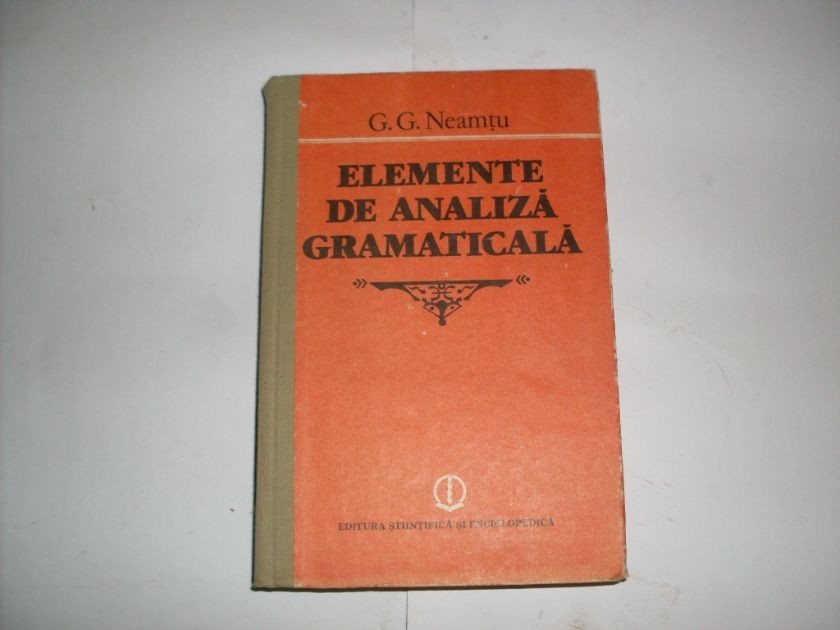 G. G. Neamțu
ELEMENTE
DE ANALIZĂ
GRAMATICALĂ
EDITURA ȘTIINȚIFICĂ ȘI ENCICLOPEDICĂ